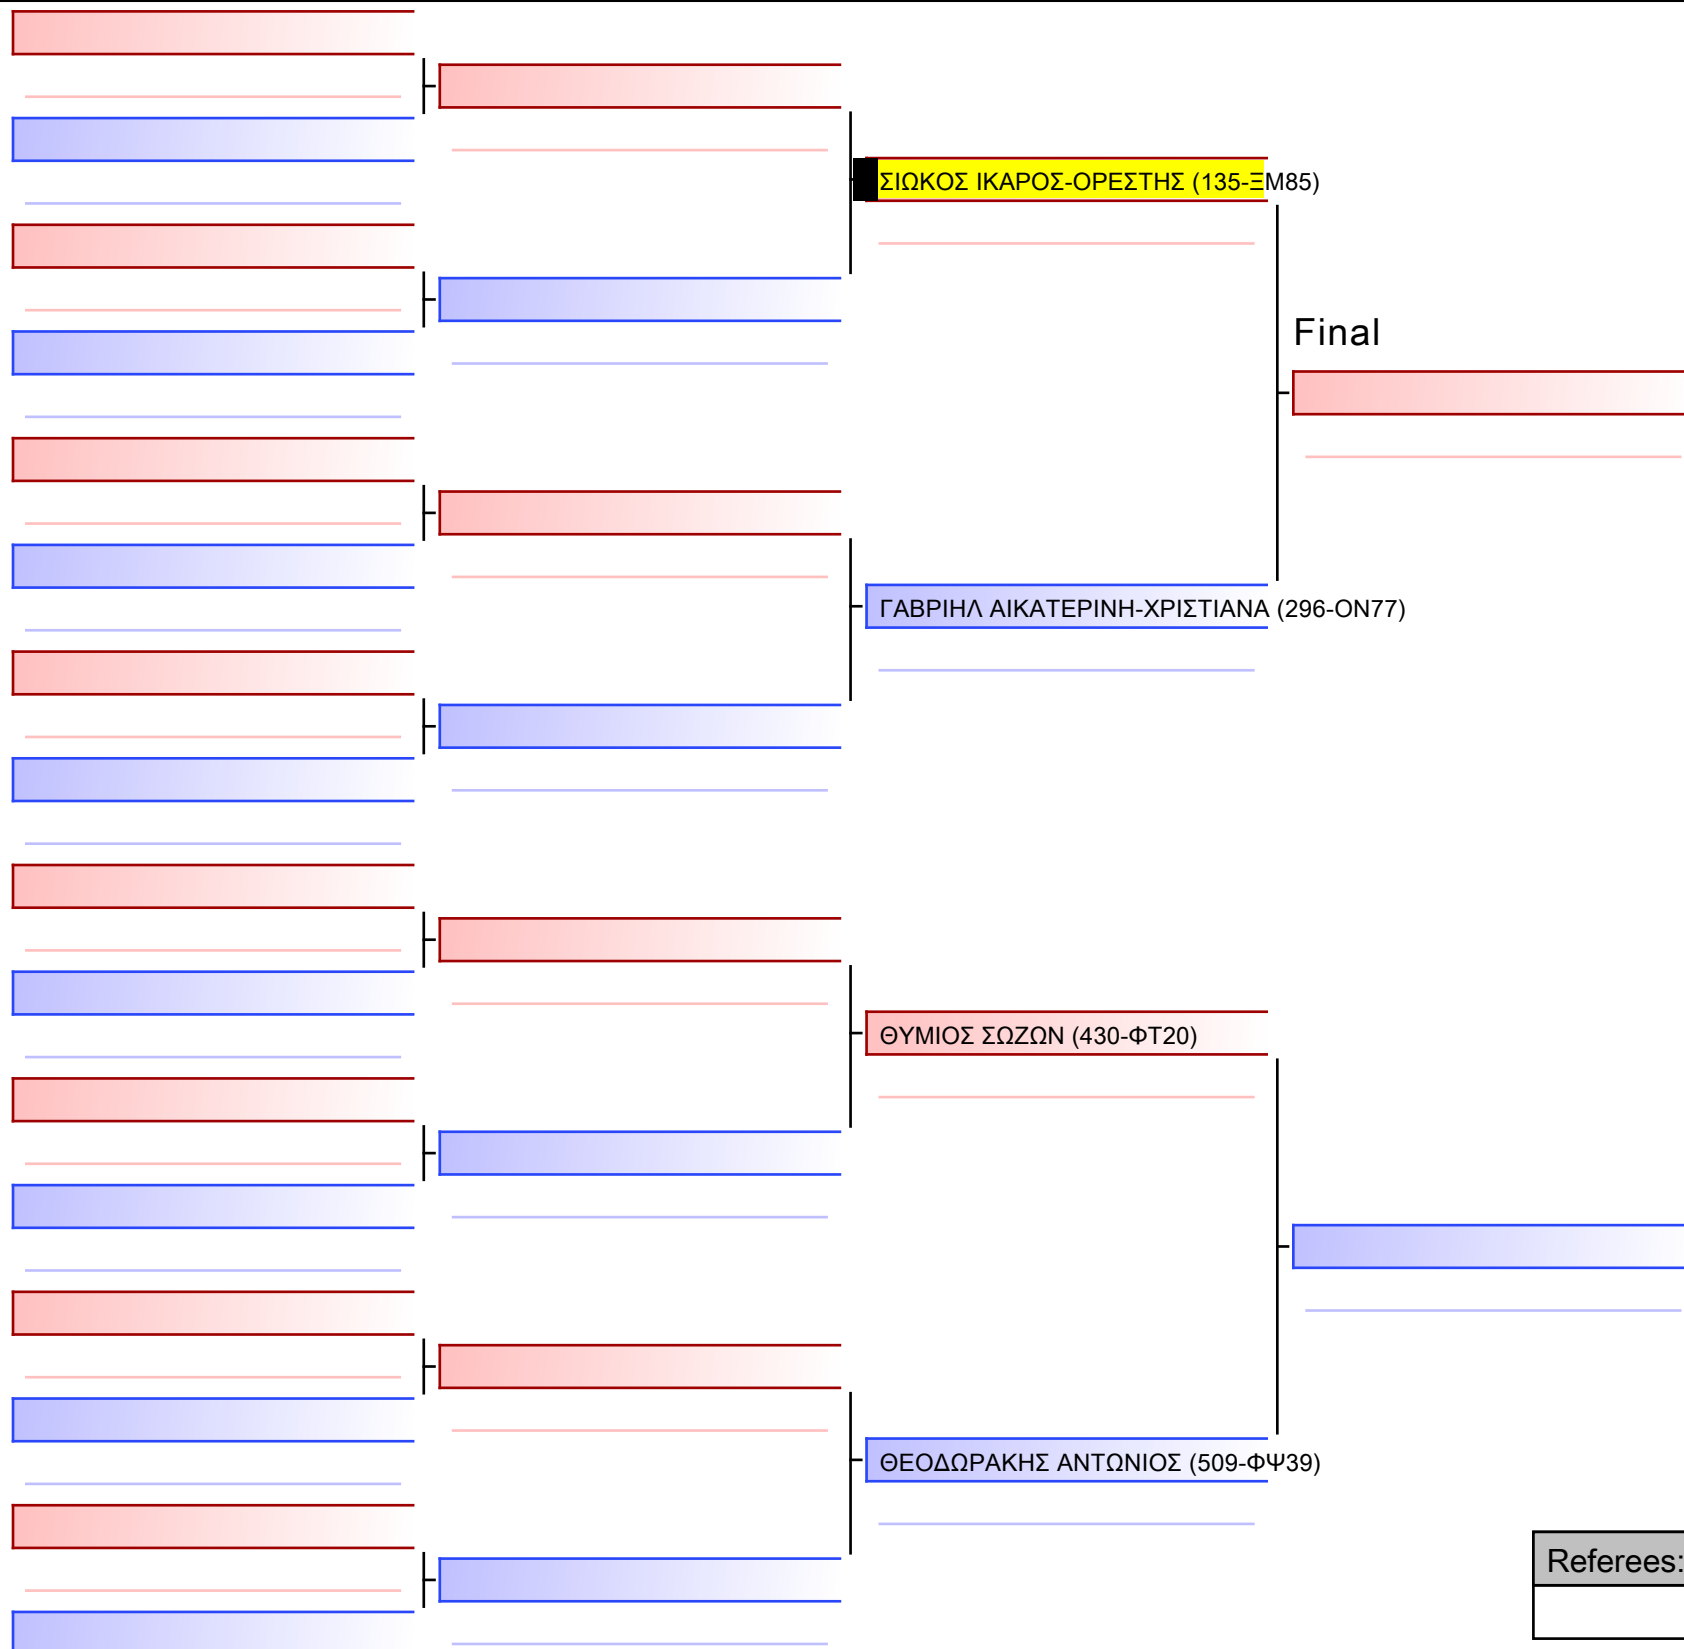 ΣΙΩΚΟΣ ΙΚΑΡΟΣ-ΟΡΕΣΤΗΣ (135-ΞΜ85)
Final
ΓΑΒΡΙΗΛ ΑΙΚΑΤΕΡΙΝΗ-ΧΡΙΣΤΙΑΝΑ (296-ΟΝ77)
ΘΥΜΙΟΣ ΣΩΖΩΝ (430-ΦΤ20)
ΘΕΟΔΩΡΑΚΗΣ ΑΝΤΩΝΙΟΣ (509-ΦΨ39)
Referees: